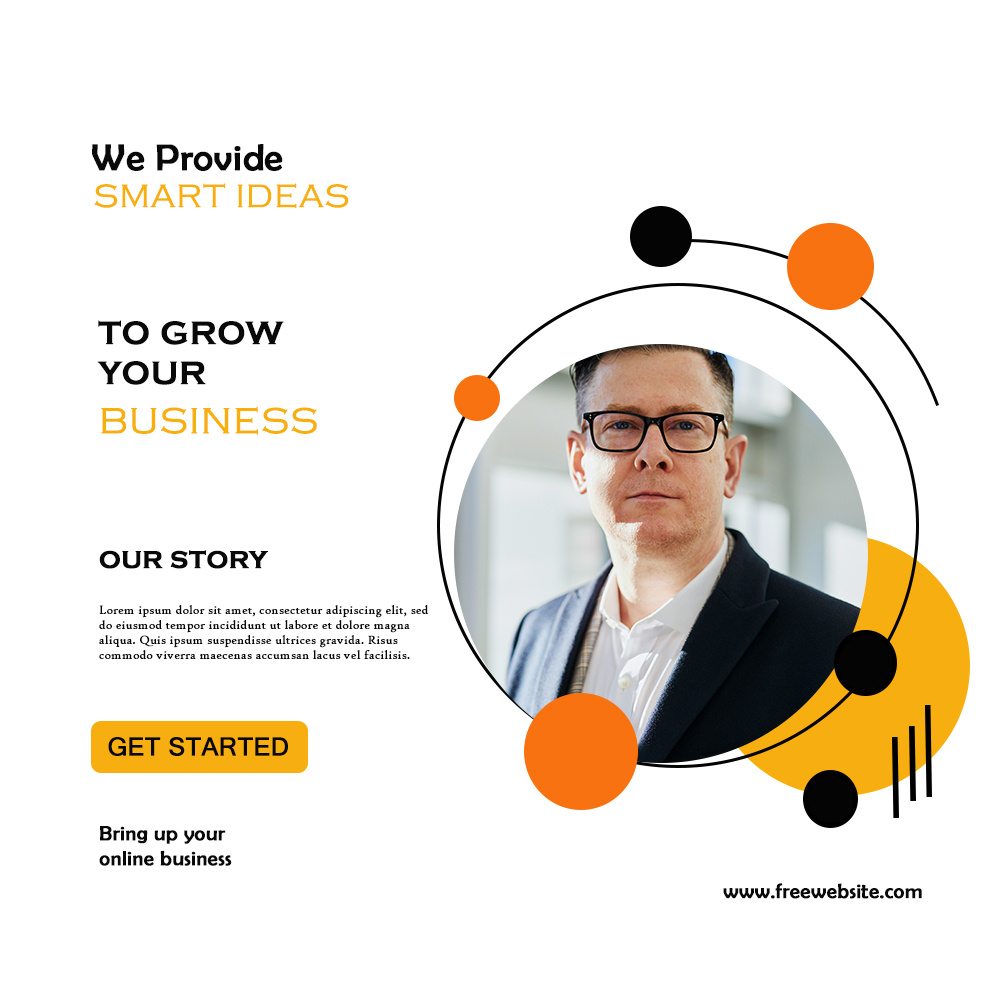 We Provide
SMART IDEAS
TO GROW
YOUR
BUSINESS
OUR STORY
Lorem ipsum dolor sit amet, consectetur adipiscing elit, sed
do eiusmod tempor incididunt ut labore et dolore magna
aliqua. Quis ipsum suspendisse ultrices gravida. Risus
commodo viverra maecenas accumsan lacus vel facilisis.
GET STARTED
Bring up your
online business
www.freewebsite.com